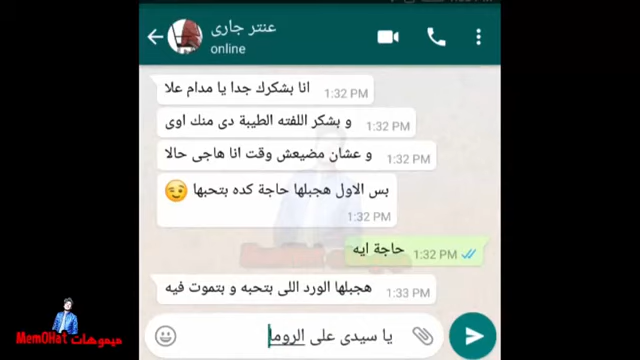 عنتر جارى
online
انا بشكرك جدا يا مدام علا
1:32 PM
و بشكر اللفته الطيبة دى منك اوى
1:32 PM
و عشان مضيعش وقت انا هاجى حالا
1:32 PM
بس الاول هجبلها حاجة كده بتحبها 😉
1:32 PM
حاجة ايه
1:32 PM
هجبلها الورد اللى بتحبه و بتموت فيه
1:33 PM
يا سيدى على الروما
MemOHat ميموهات